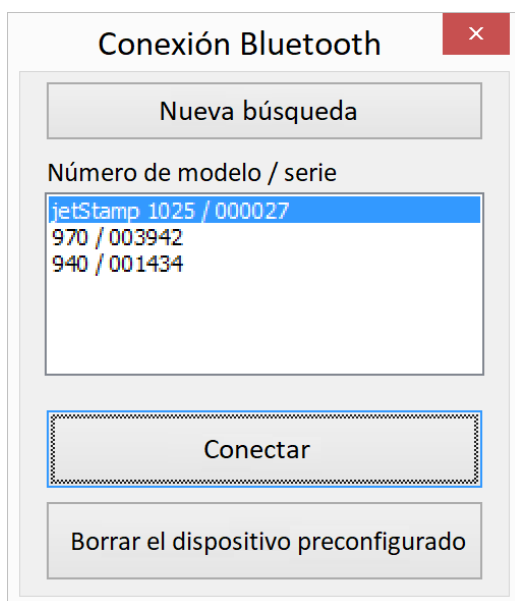 Conexión Bluetooth
Nueva búsqueda
Número de modelo / serie
jetStamp 1025 / 000027
970 / 003942
940 / 001434
Conectar
Borrar el dispositivo preconfigurado